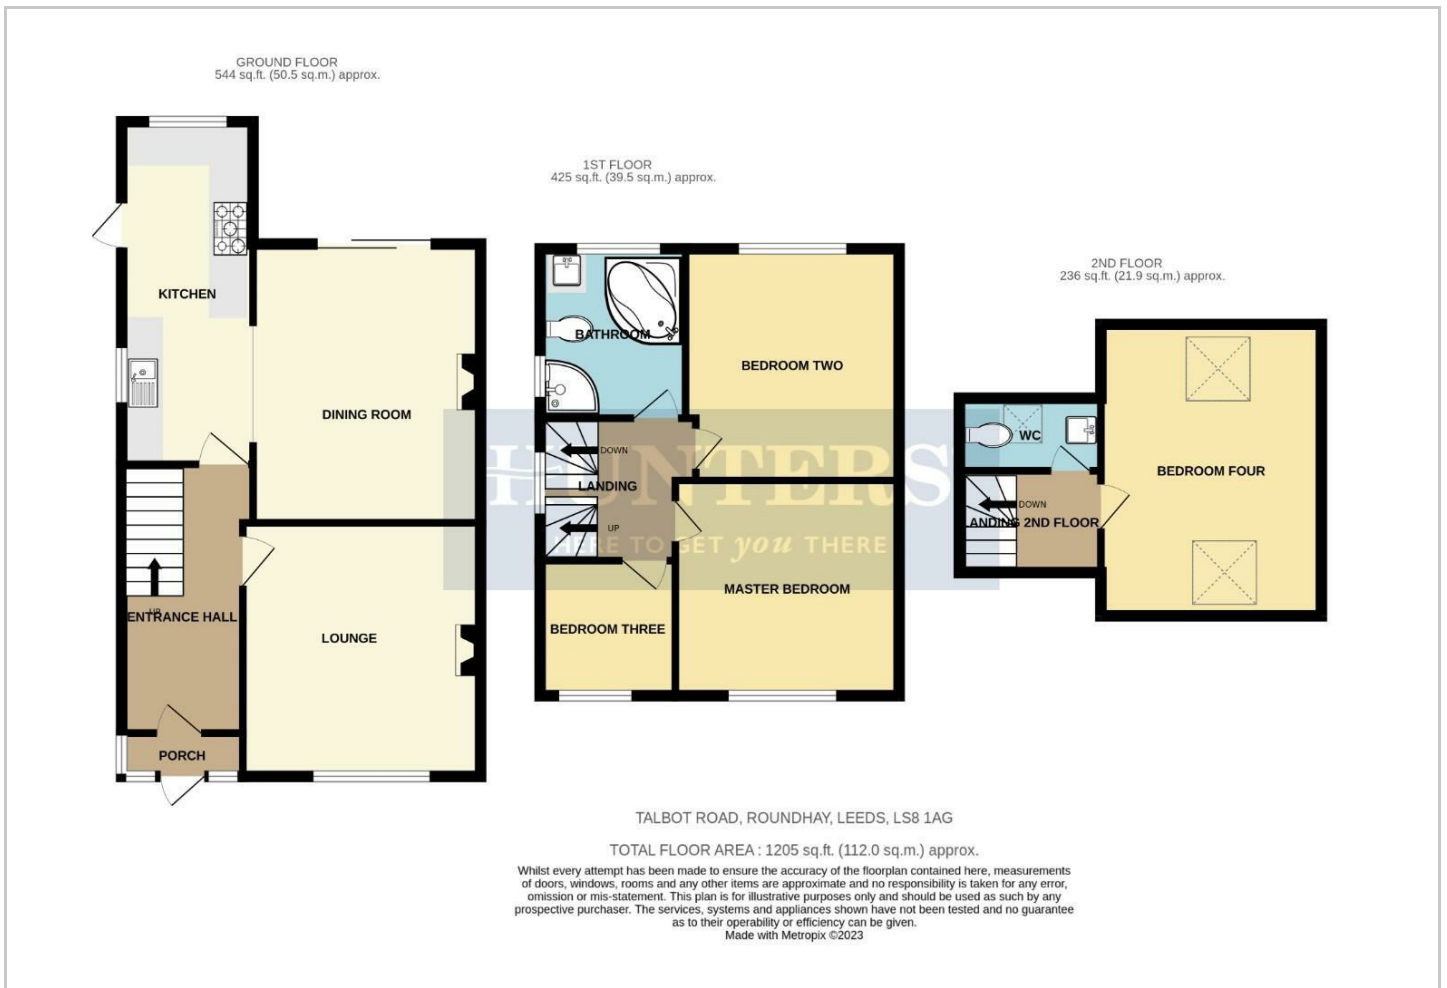 GROUND FLOOR
544 sq.ft. (50.5 sq.m.) approx.
KITCHEN
DINING ROOM
UP
ENTRANCE HALL
LOUNGE
PORCH
1ST FLOOR
425 sq.ft. (39.5 sq.m.) approx.
BATHROOM
BEDROOM TWO
DOWN
LANDING
UP
MASTER BEDROOM
BEDROOM THREE
HUNTERS
HERE TO GET you THERE
2ND FLOOR
236 sq.ft. (21.9 sq.m.) approx.
WC
BEDROOM FOUR
DOWN
LANDING 2ND FLOOR
TALBOT ROAD, ROUNDHAY, LEEDS, LS8 1AG
TOTAL FLOOR AREA : 1205 sq.ft. (112.0 sq.m.) approx.
Whilst every attempt has been made to ensure the accuracy of the floorplan contained here, measurements
of doors, windows, rooms and any other items are approximate and no responsibility is taken for any error,
omission or mis-statement. This plan is for illustrative purposes only and should be used as such by any
prospective purchaser. The services, systems and appliances shown have not been tested and no guarantee
as to their operability or efficiency can be given.
Made with Metropix ©2023